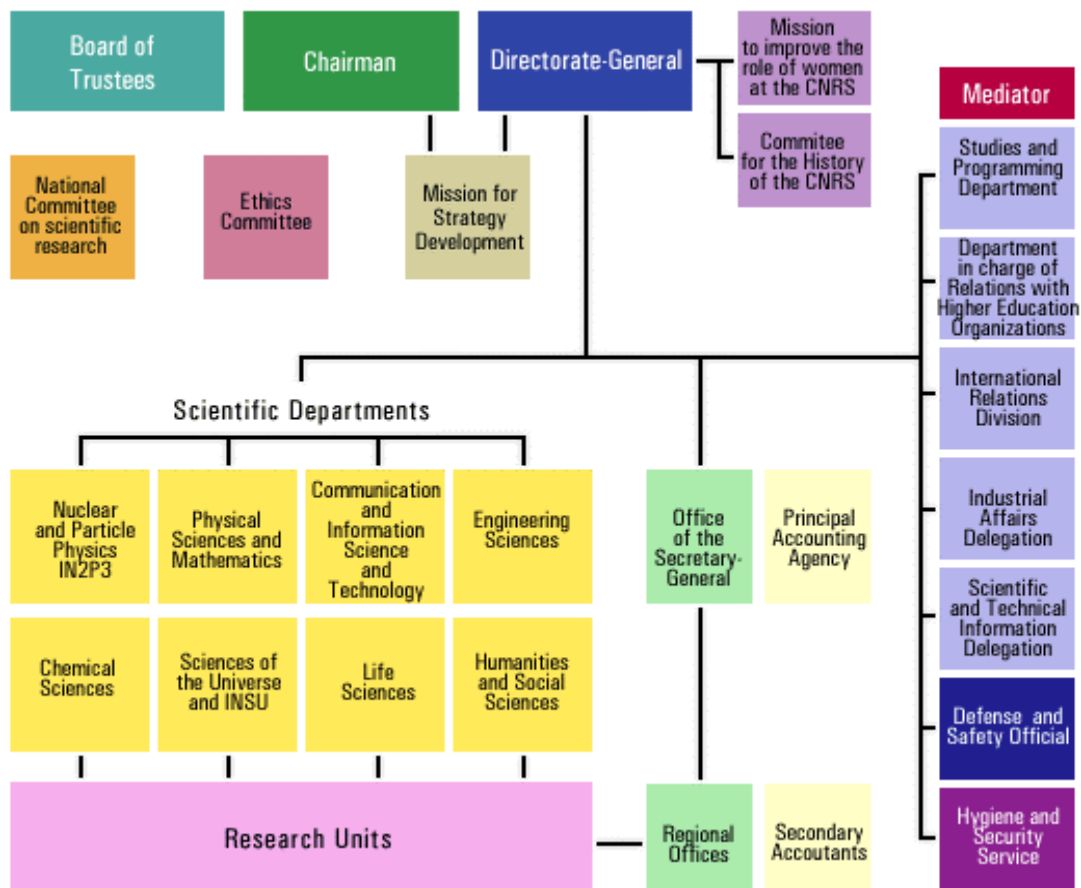 Board of
Trustees
Chairman
Directorate-General
Mission
to improve the
role of women
at the CNRS
Commitee
for the History
of the CNRS
Mediator
National
Committee
on scientific
research
Ethics
Committee
Mission for
Strategy
Development
Studies and
Programming
Department
Department
in charge of
Relations with
Higher Education
Organizations
International
Relations
Division
Industrial
Affairs
Delegation
Scientific
and Technical
Information
Delegation
Defense and
Safety Official
Hygiene and
Security
Service
Scientific Departments
Nuclear
and Particle
Physics
IN2P3
Physical
Sciences and
Mathematics
Communication
and
Information
Science
and
Technology
Engineering
Sciences
Office
of the
Secretary-
General
Principal
Accounting
Agency
Chemical
Sciences
Sciences of
the Universe
and INSU
Life
Sciences
Humanities
and Social
Sciences
Research Units
Regional
Offices
Secondary
Accoutants